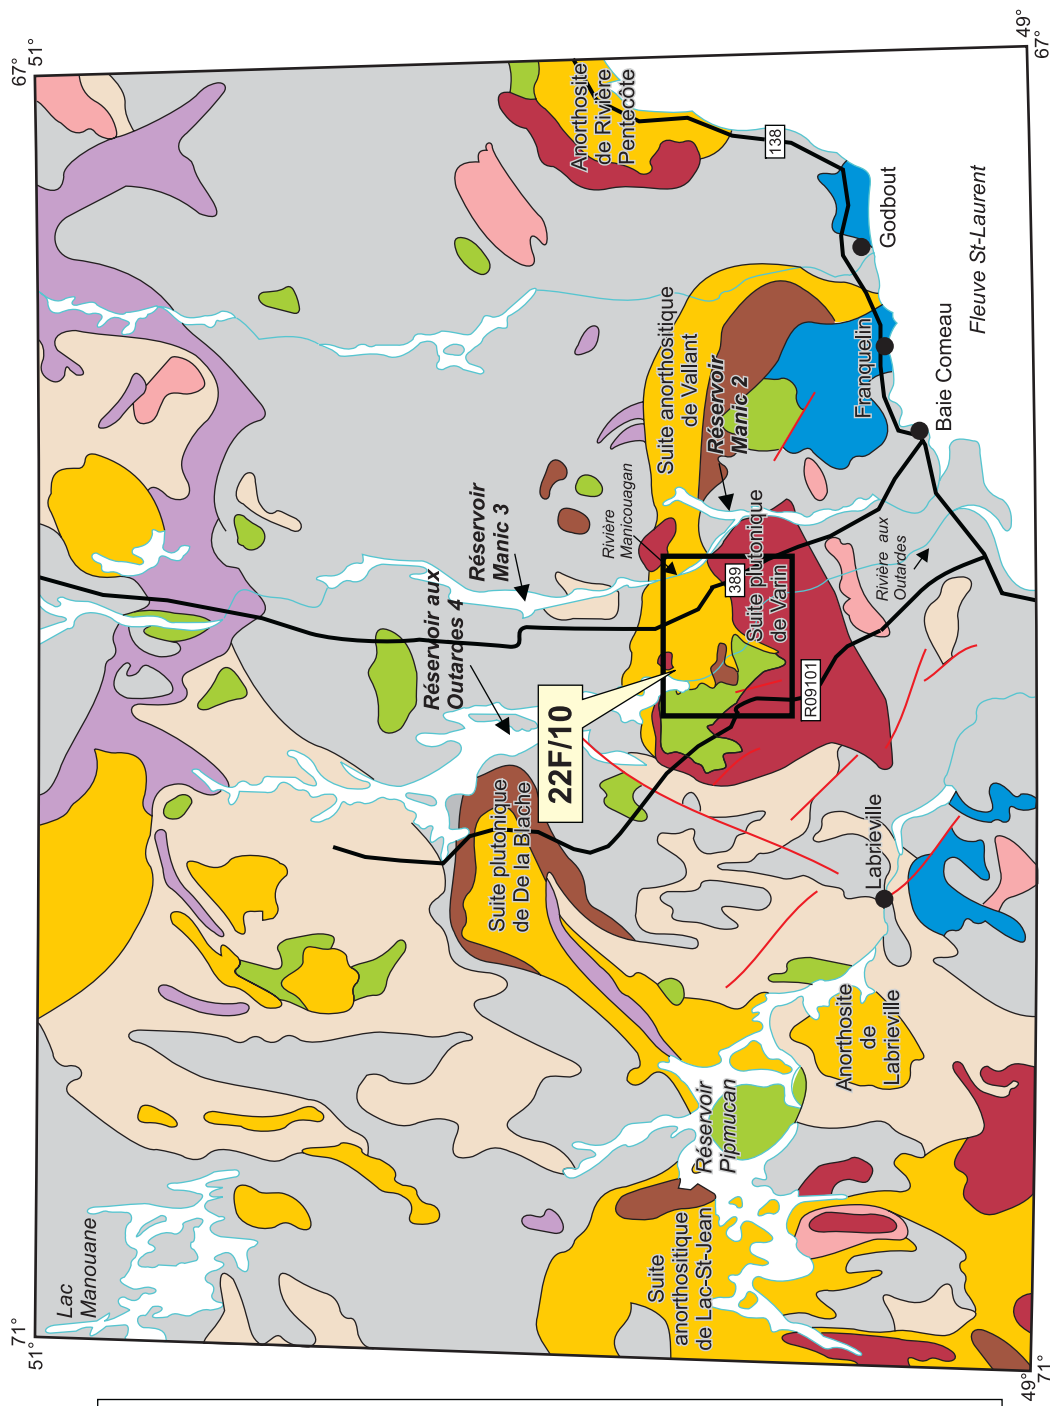 71°
51°
67°
51°
49°
67°
49°
71°
Lac
Manouane
Réservoir aux
Outardes 4
Réservoir
Manic 3
Rivière
Manicouagan
Anorthosite
de Rivière
Pentecôte
138
Godbout
Fleuve St-Laurent
Suite anorthositique
de Vallant
Réservoir
Manic 2
Franquelin
Baie Comeau
22F/10
389
Suite plutonique
de Varin
Rivière aux
Outardes
R09101
Suite plutonique
de De la Blache
Labrieville
Anorthosite
de
Labrieville
Réservoir
Pipmucan
Suite
anorthositique
de Lac-St-Jean